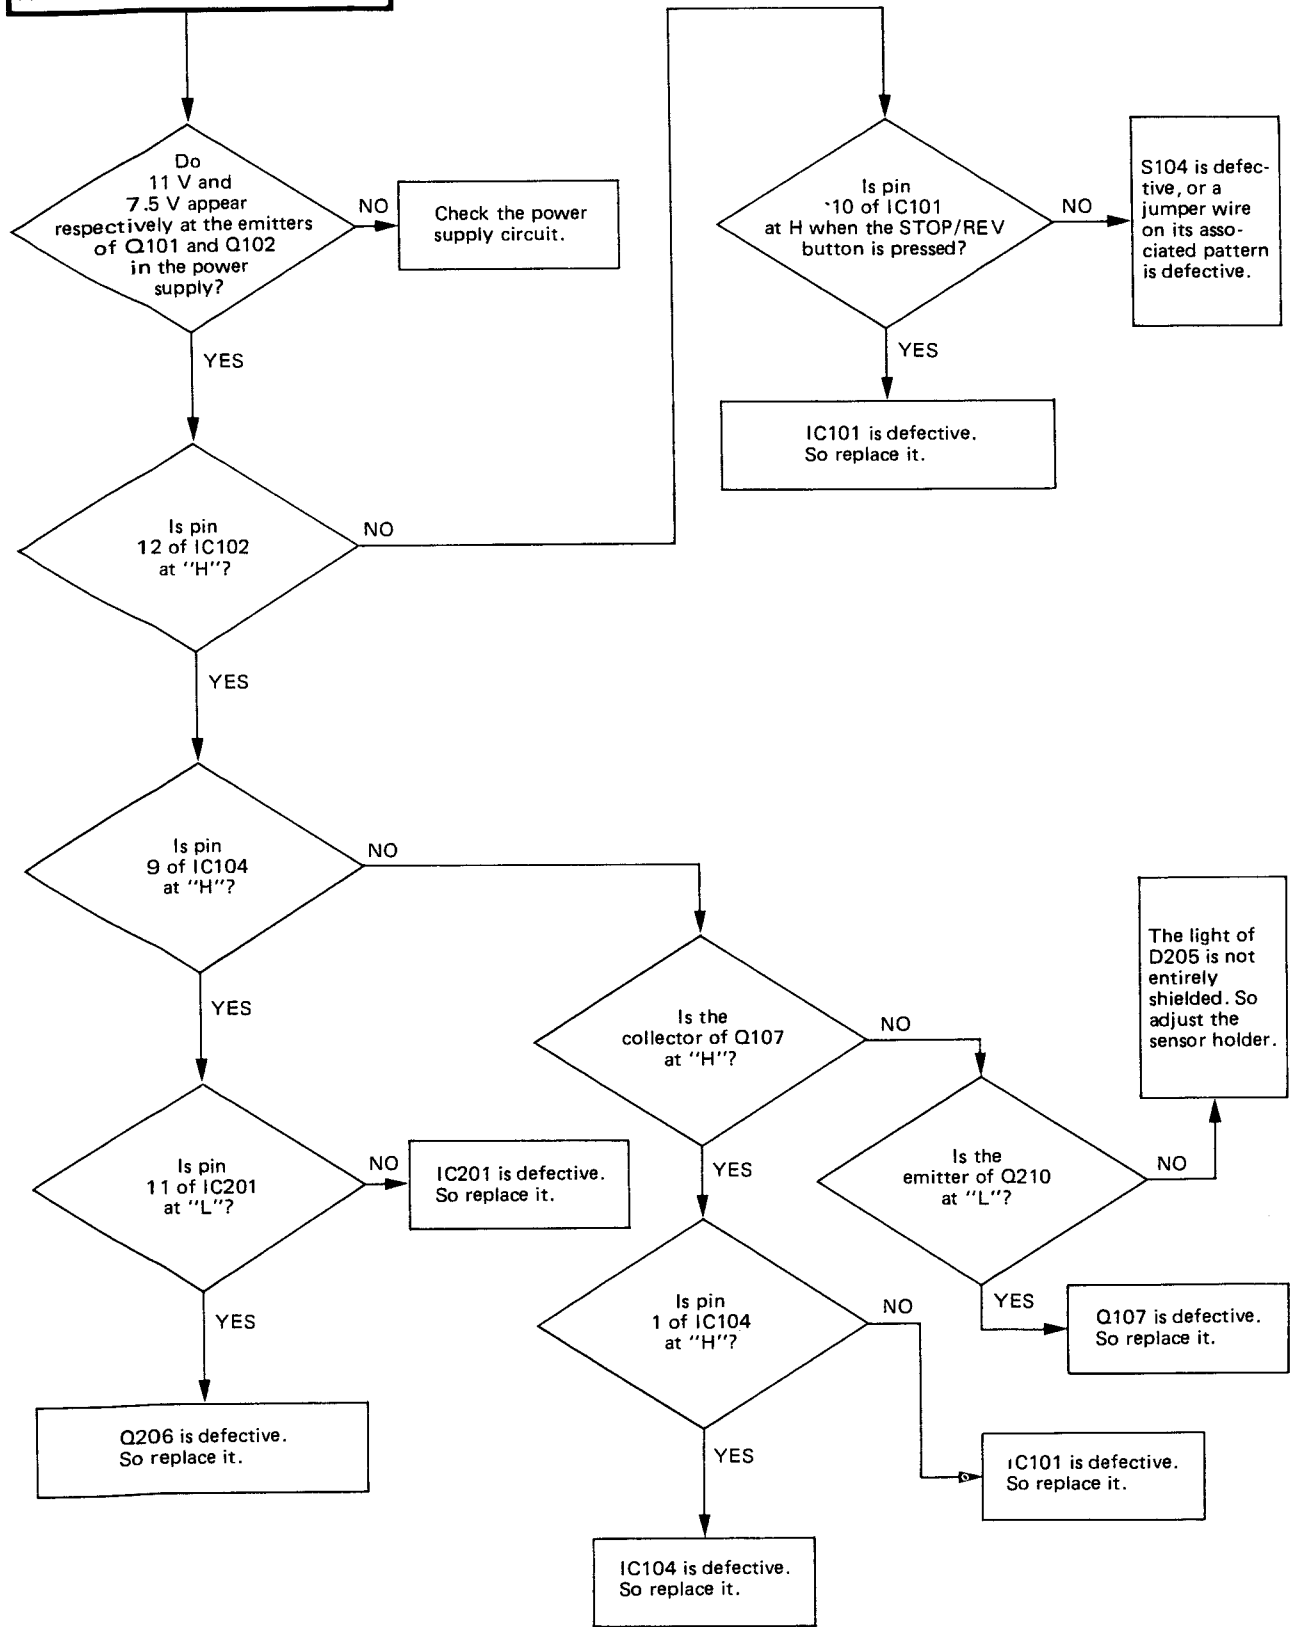 Do
11 V and
7.5 V appear
respectively at the emitters
of Q101 and Q102
in the power
supply?
NO
Check the power
supply circuit.
YES
Is pin
10 of IC101
at H when the STOP/REV
button is pressed?
NO
S104 is defec-
tive, or a
jumper wire
on its asso-
ciated pattern
is defective.
YES
IC101 is defective.
So replace it.
Is pin
12 of IC102
at "H"?
NO
YES
Is pin
9 of IC104
at "H"?
NO
YES
Is the
collector of Q107
at "H"?
NO
The light of
D205 is not
entirely
shielded. So
adjust the
sensor holder.
YES
Is the
emitter of Q210
at "L"?
NO
YES
Q107 is defective.
So replace it.
Is pin
11 of IC201
at "L"?
NO
IC201 is defective.
So replace it.
YES
Q206 is defective.
So replace it.
Is pin
1 of IC104
at "H"?
NO
IC101 is defective.
So replace it.
YES
IC104 is defective.
So replace it.